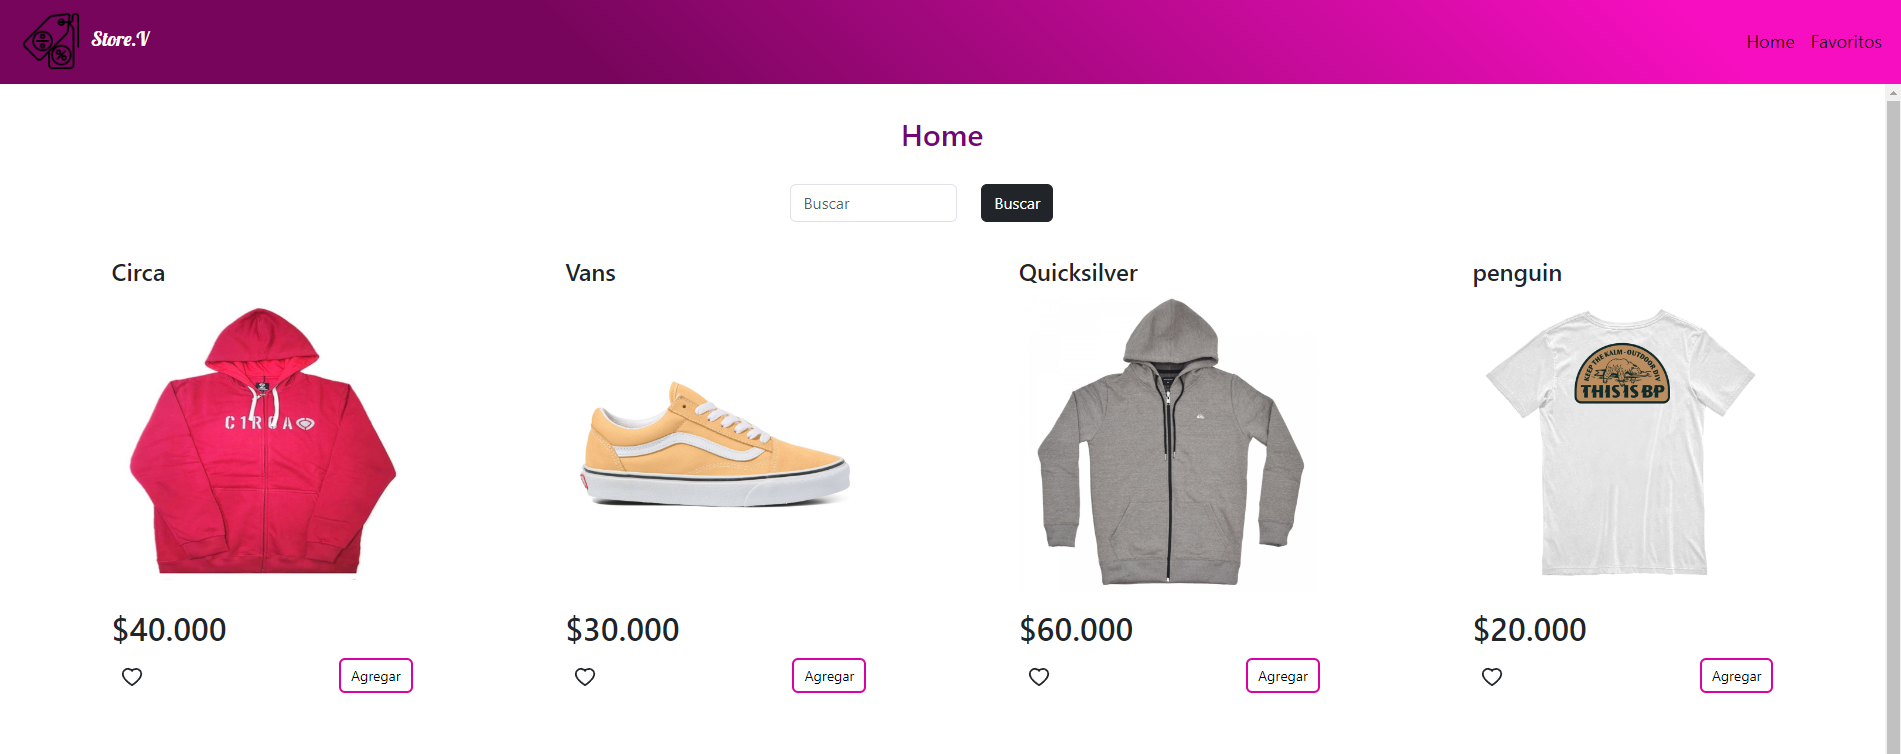 Store.V
Home Favoritos
Home
Buscar Buscar
Circa Vans Quicksilver penguin
C1RCA
KEEP THE KALM - OUTDOOR DIV
THIS IS BP
$40.000 $30.000 $60.000 $20.000
Agregar Agregar Agregar Agregar